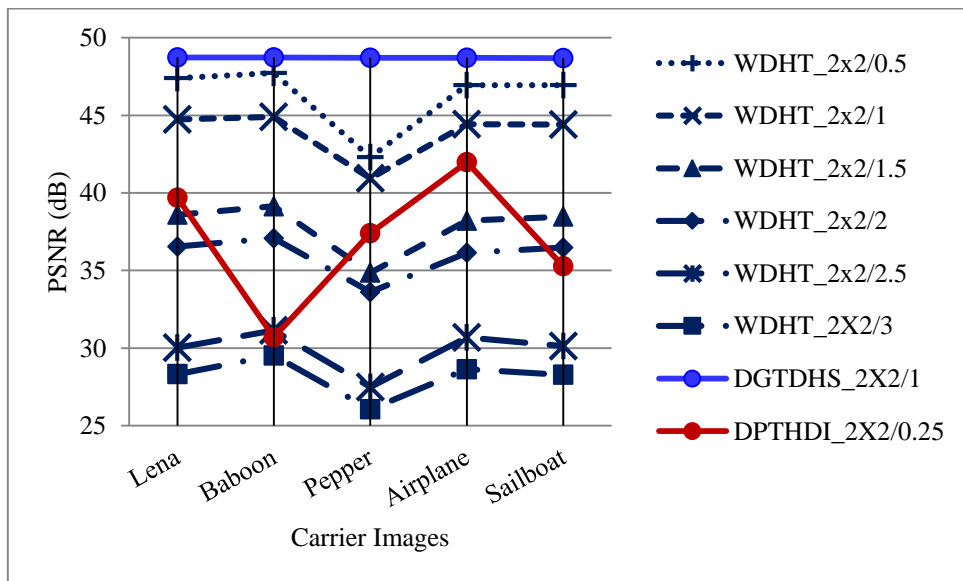 PSNR (dB)
50
45
40
35
30
25
Lena
Baboon
Pepper
Airplane
Sailboat
Carrier Images
WDHT_2x2/0.5
WDHT_2x2/1
WDHT_2x2/1.5
WDHT_2x2/2
WDHT_2x2/2.5
WDHT_2X2/3
DGTDHS_2X2/1
DPTHDI_2X2/0.25